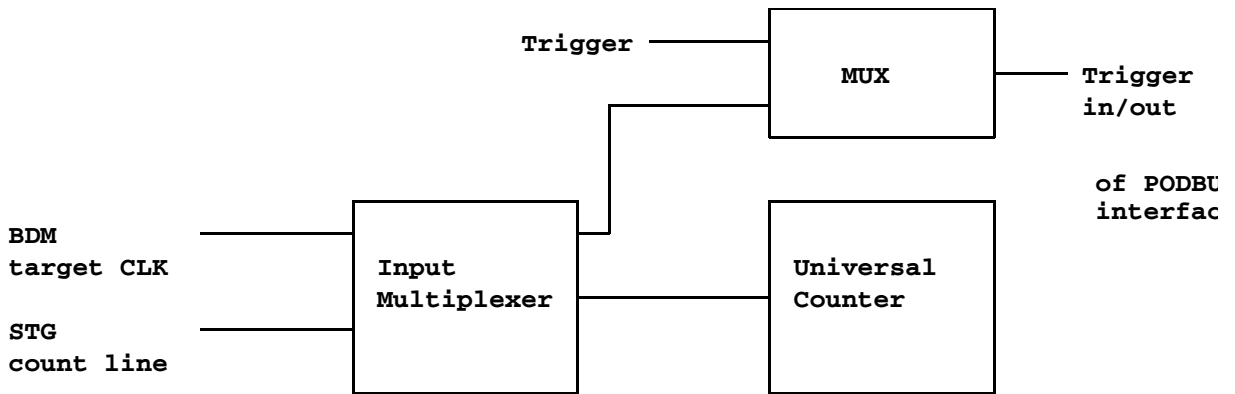 Trigger
MUX
Trigger
in/out
of PODBU
interfac
BDM
target CLK
Input
Multiplexer
Universal
Counter
STG
count line